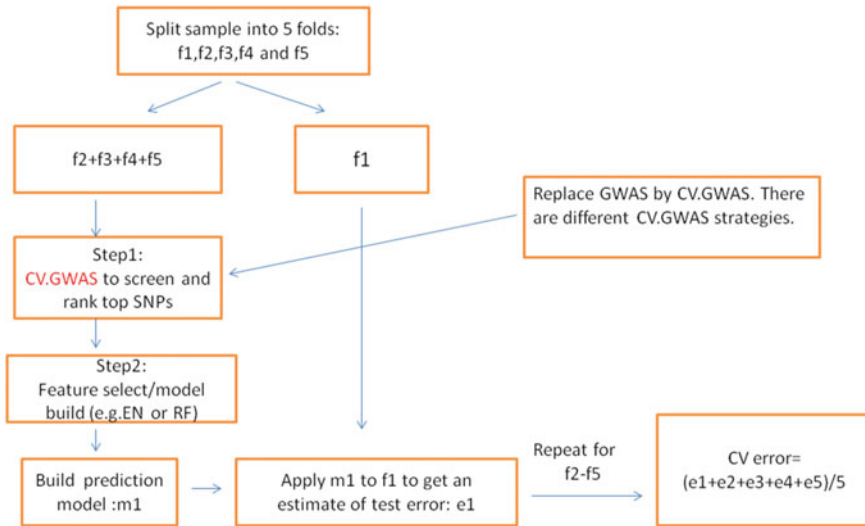 Split sample into 5 folds:
f1,f2,f3,f4 and f5
f2+f3+f4+f5
f1
Replace GWAS by CV.GWAS. There
are different CV.GWAS strategies.
Step1:
CV.GWAS to screen and
rank top SNPs
Step2:
Feature select/model
build (e.g.EN or RF)
Build prediction
model :m1
Apply m1 to f1 to get an
estimate of test error: e1
Repeat for
f2-f5
CV error=
(e1+e2+e3+e4+e5)/5